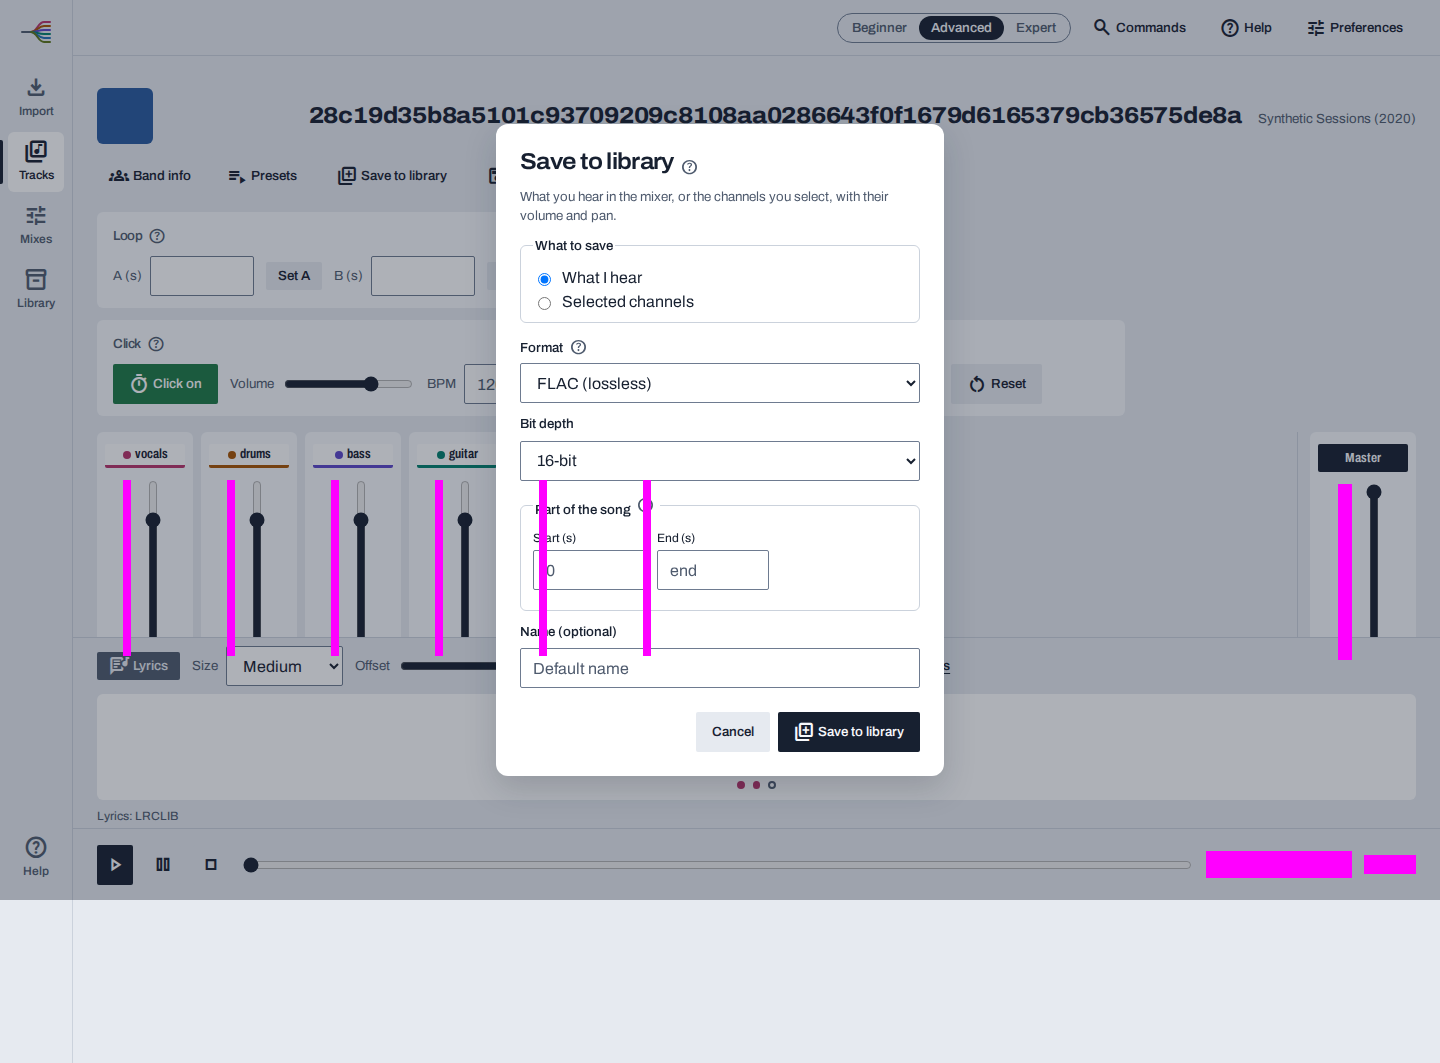 Beginner Advanced Expert Commands Help Preferences
Import
Tracks
Mixes
Library
Help
28c19d35b8a5101c93709209c8108aa0286643f0f1679d6165379cb36575de8a Synthetic Sessions (2020)
Band info Presets Save to library
Loop
A (s) Set A B (s)
Click
Click on Volume BPM 12 Reset
vocals drums bass guitar Master
Save to library
What you hear in the mixer, or the channels you select, with their
volume and pan.
What to save
What I hear
Selected channels
Format
FLAC (lossless)
Bit depth
16-bit
Part of the song
Start (s) End (s)
0 end
Name (optional)
Default name
Cancel Save to library
Lyrics Size Medium Offset
Lyrics: LRCLIB